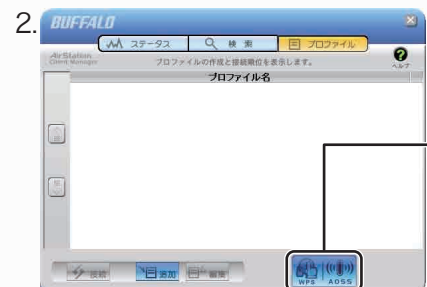 2.
BUFFALO
ステータス 検索 プロファイル
AirStation
Client Manager
プロファイルの作成と接続順位を表示します。
ヘルプ
プロファイル名
追加 編集
WPS AOSS